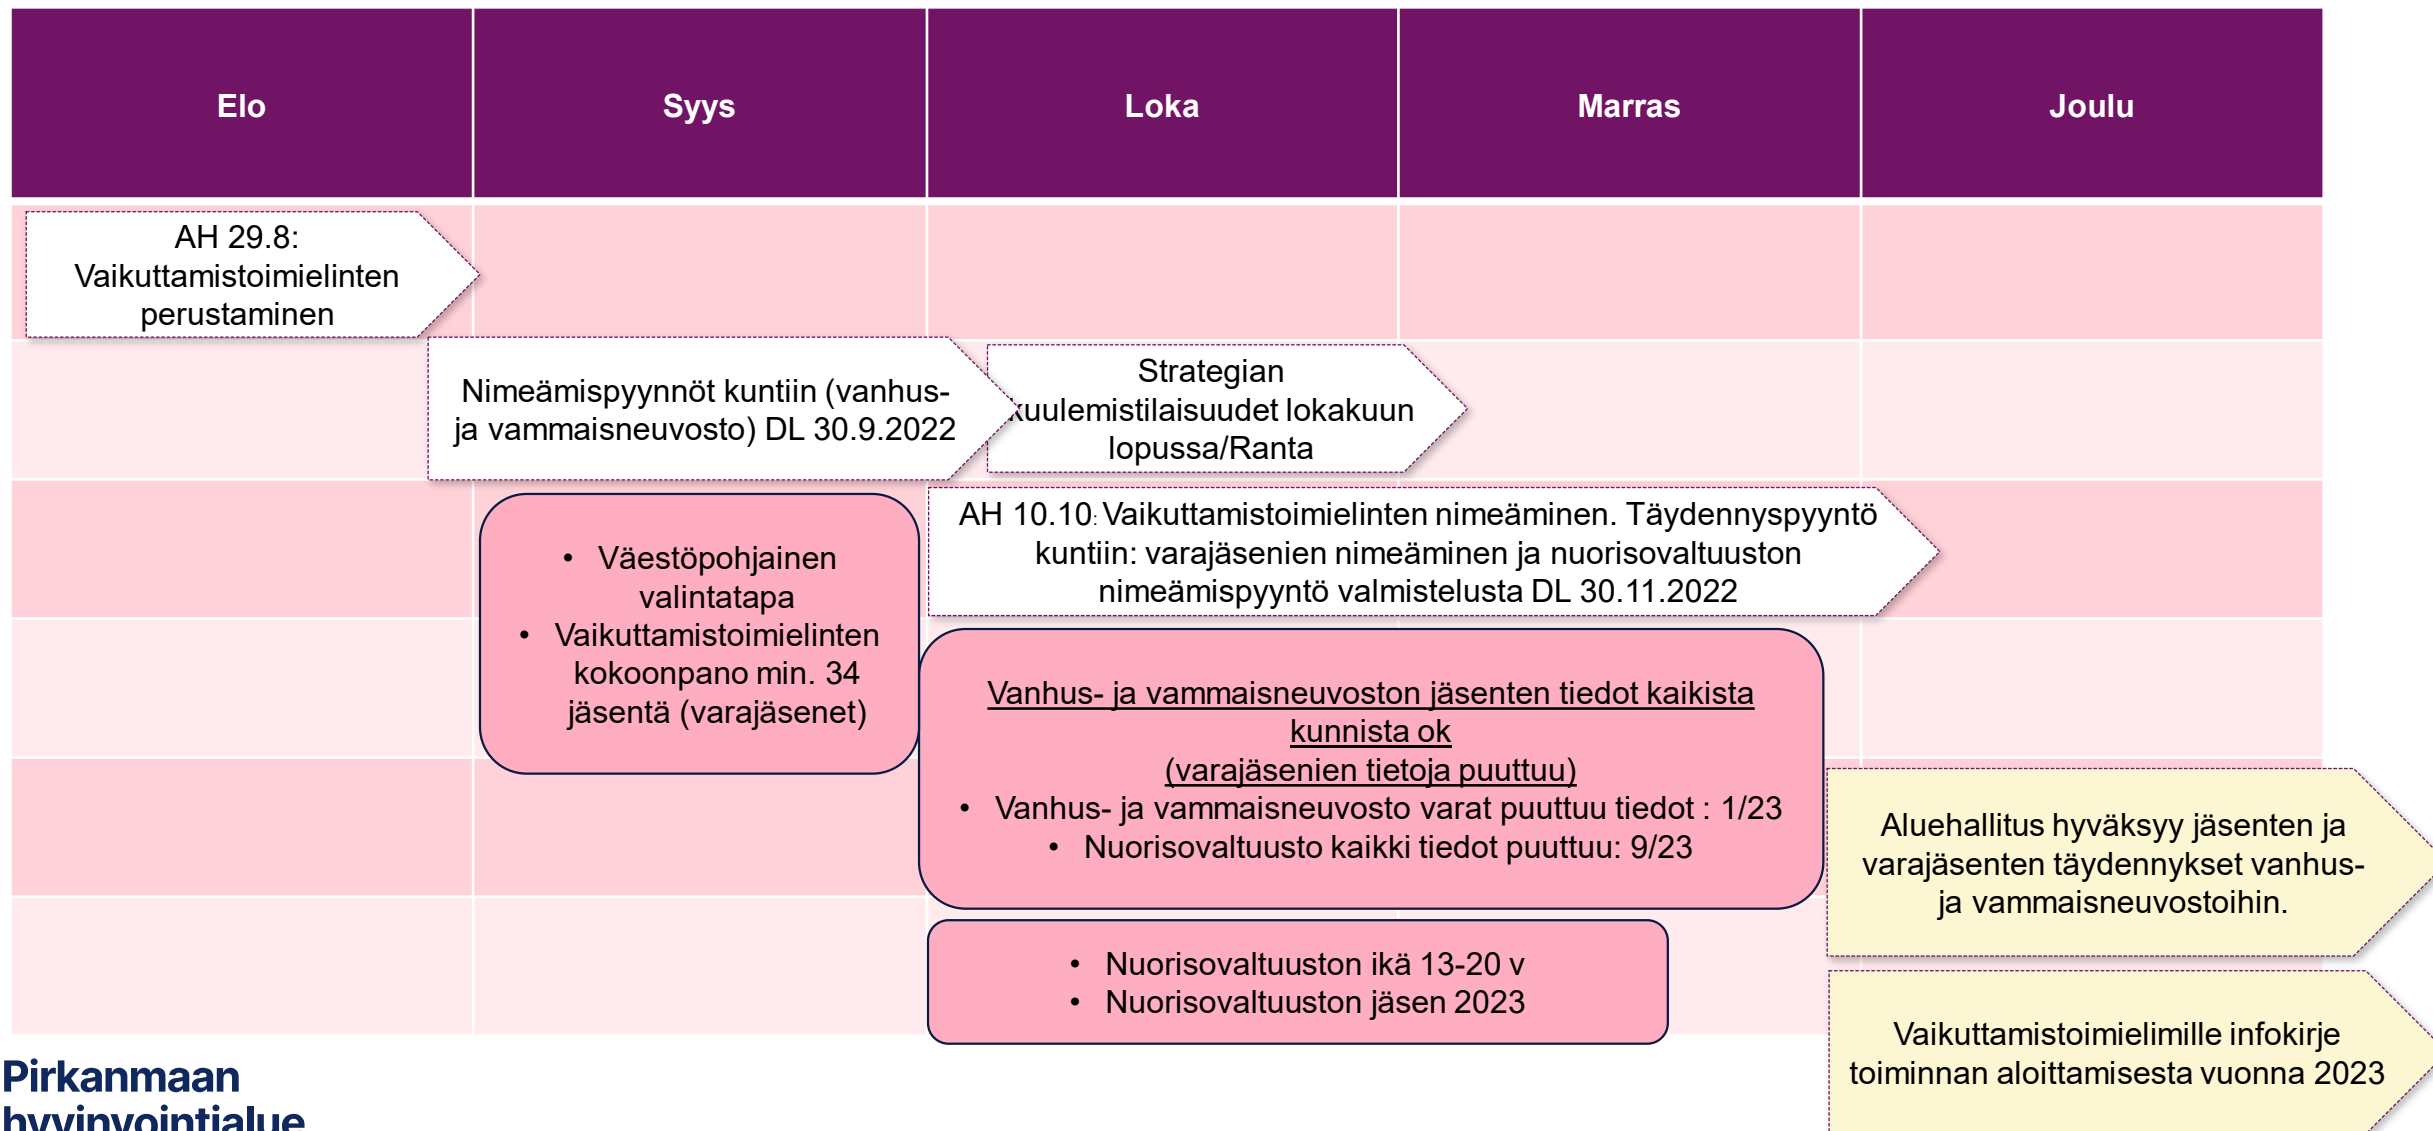 Elo
Syys
Loka
Marras
Joulu
AH 29.8:
Vaikuttamistoimielinten
perustaminen
Nimeämispyynnöt kuntiin (vanhus-
ja vammaisneuvosto) DL 30.9.2022
Strategian
kuulemistilaisuudet lokakuun
lopussa/Ranta
AH 10.10: Vaikuttamistoimielinten nimeäminen. Täydennyspyyntö
kuntiin: varajäsenien nimeäminen ja nuorisovaltuuston
nimeämispyyntö valmistelusta DL 30.11.2022
• Väestöpohjainen
valintatapa
• Vaikuttamistoimielinten
kokoonpano min. 34
jäsentä (varajäsenet)
Vanhus- ja vammaisneuvoston jäsenten tiedot kaikista
kunnista ok
(varajäsenien tietoja puuttuu)
• Vanhus- ja vammaisneuvosto varat puuttuu tiedot : 1/23
• Nuorisovaltuusto kaikki tiedot puuttuu: 9/23
Aluehallitus hyväksyy jäsenten ja
varajäsenten täydennykset vanhus-
ja vammaisneuvostoihin.
• Nuorisovaltuuston ikä 13-20 v
• Nuorisovaltuuston jäsen 2023
Vaikuttamistoimielimille infokirje
toiminnan aloittamisesta vuonna 2023
Pirkanmaan
hyvinvointialue